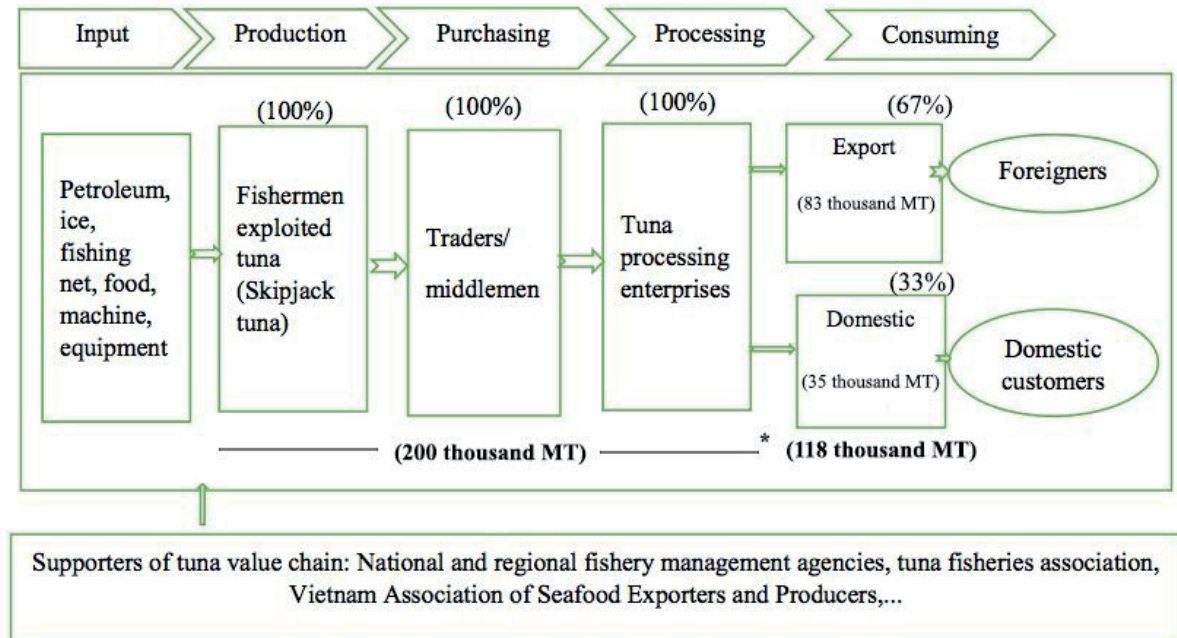 Input
Production
Purchasing
Processing
Consuming
(100%)
(100%)
(100%)
(67%)
Petroleum,
ice,
fishing
net, food,
machine,
equipment
Fishermen
exploited
tuna
(Skipjack
tuna)
Traders/
middlemen
Tuna
processing
enterprises
Export
(83 thousand MT)
Foreigners
(33%)
Domestic
(35 thousand MT)
Domestic
customers
(200 thousand MT)
*
(118 thousand MT)
Supporters of tuna value chain: National and regional fishery management agencies, tuna fisheries association,
Vietnam Association of Seafood Exporters and Producers,...